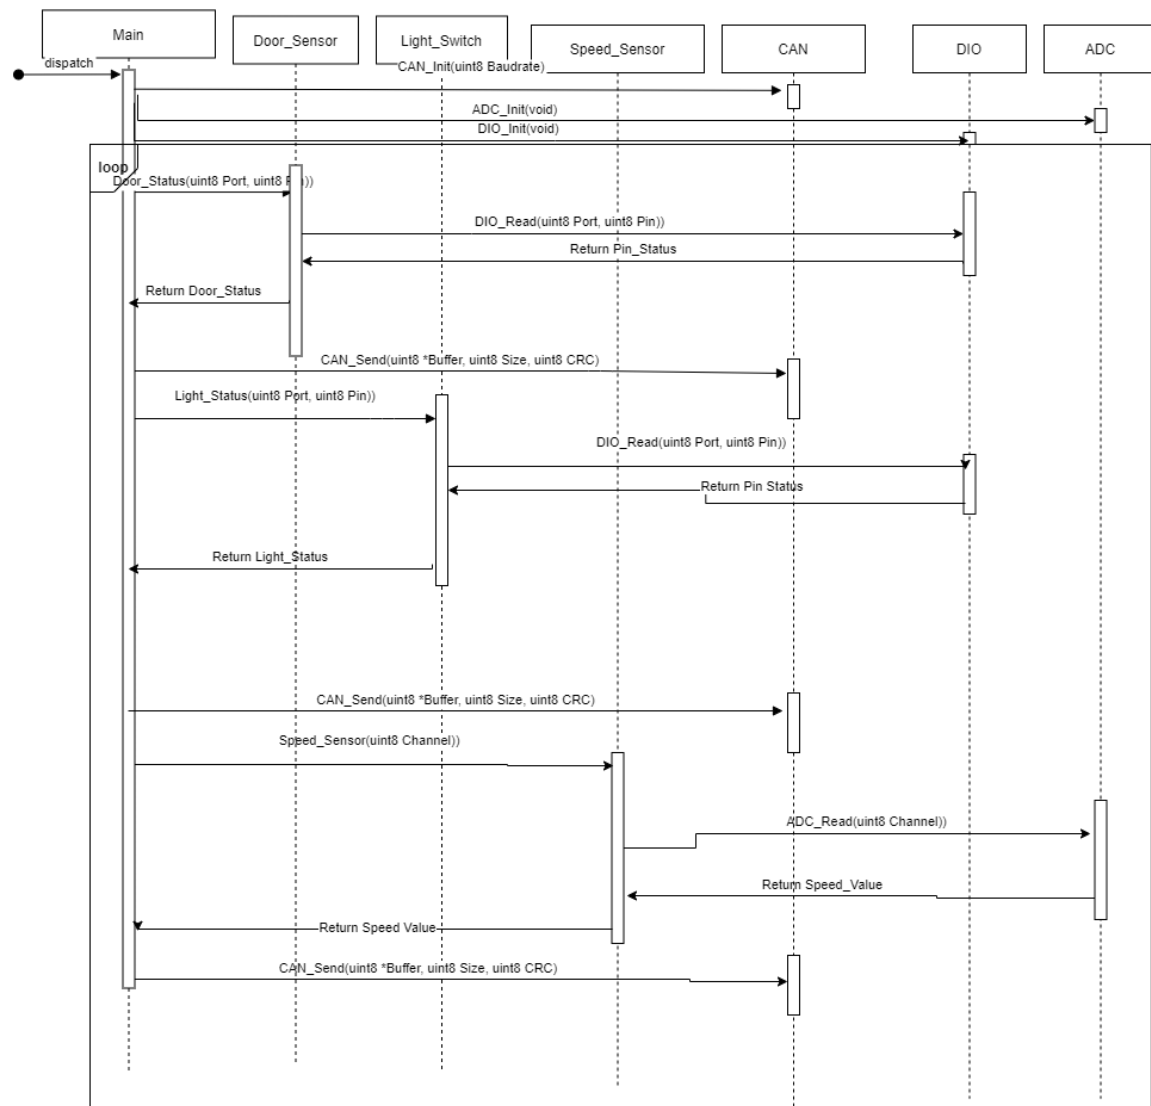 Main
Door_Sensor
Light_Switch
Speed_Sensor
CAN
DIO
ADC
dispatch
CAN_Init(uint8 Baudrate)
ADC_Init(void)
DIO_Init(void)
loop
Door_Status(uint8 Port, uint8 Pin))
DIO_Read(uint8 Port, uint8 Pin))
Return Pin_Status
Return Door_Status
CAN_Send(uint8 *Buffer, uint8 Size, uint8 CRC)
Light_Status(uint8 Port, uint8 Pin))
DIO_Read(uint8 Port, uint8 Pin))
Return Pin Status
Return Light_Status
CAN_Send(uint8 *Buffer, uint8 Size, uint8 CRC)
Speed_Sensor(uint8 Channel))
ADC_Read(uint8 Channel))
Return Speed_Value
Return Speed Value
CAN_Send(uint8 *Buffer, uint8 Size, uint8 CRC)